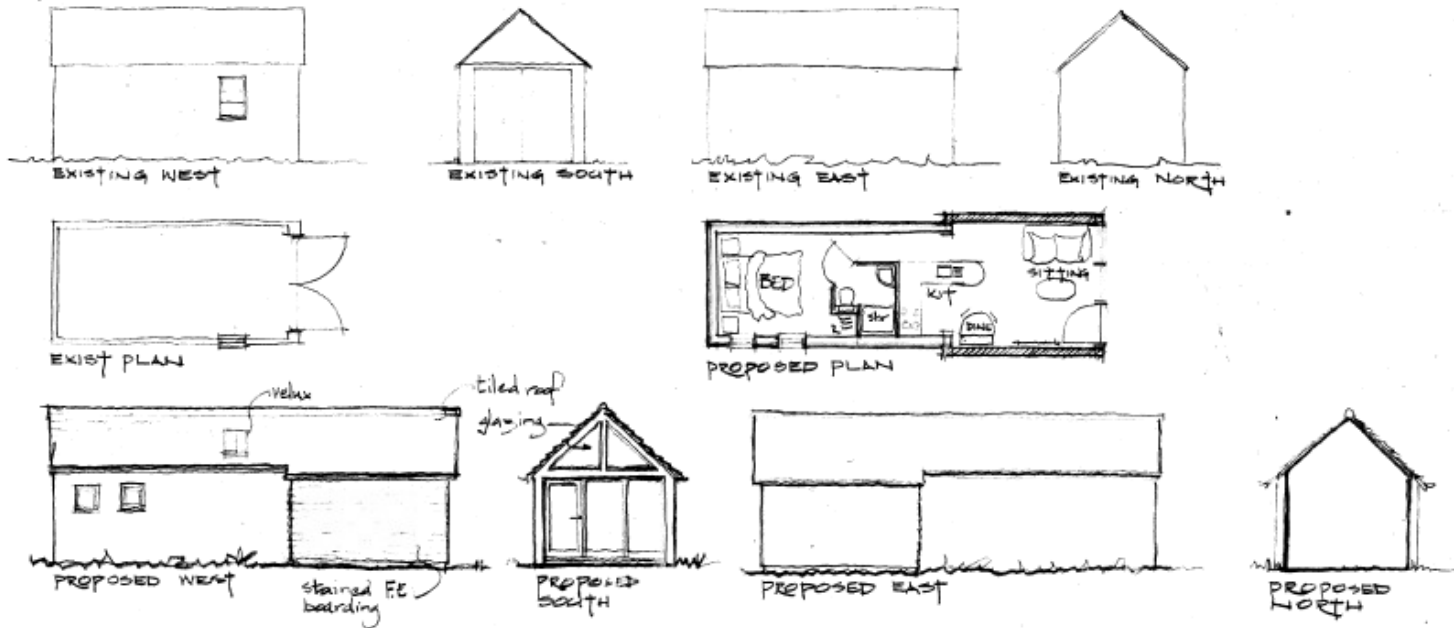 EXISTING WEST
EXISTING SOUTH
EXISTING EAST
EXISTING NORTH
EXIST PLAN
BED
str
KIT
SITTING
DINE
PROPOSED PLAN
velux
tiled roof
glazing
PROPOSED WEST
stained F.E
boarding
PROPOSED
SOUTH
PROPOSED EAST
PROPOSED
NORTH